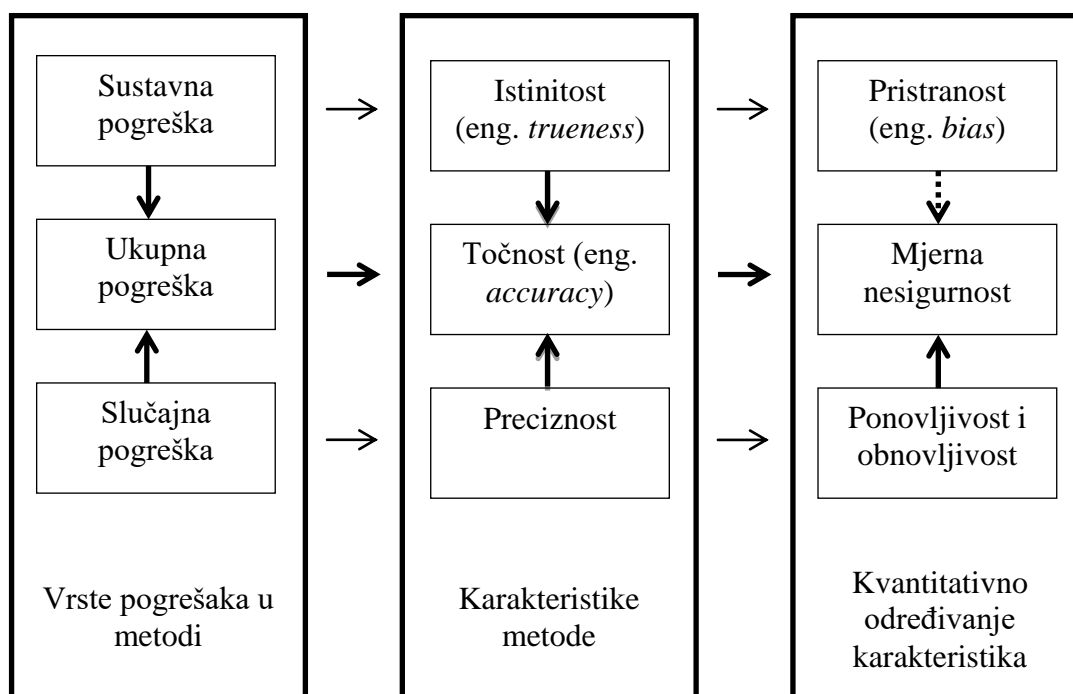 Sustavna
pogreška
Ukupna
pogreška
Slučajna
pogreška
Vrste pogrešaka u
metodi
Istinitost
(eng. trueness)
Točnost (eng.
accuracy)
Preciznost
Karakteristike
metode
Pristranost
(eng. bias)
Mjerna
nesigurnost
Ponovljivost i
obnovljivost
Kvantitativno
određivanje
karakteristika